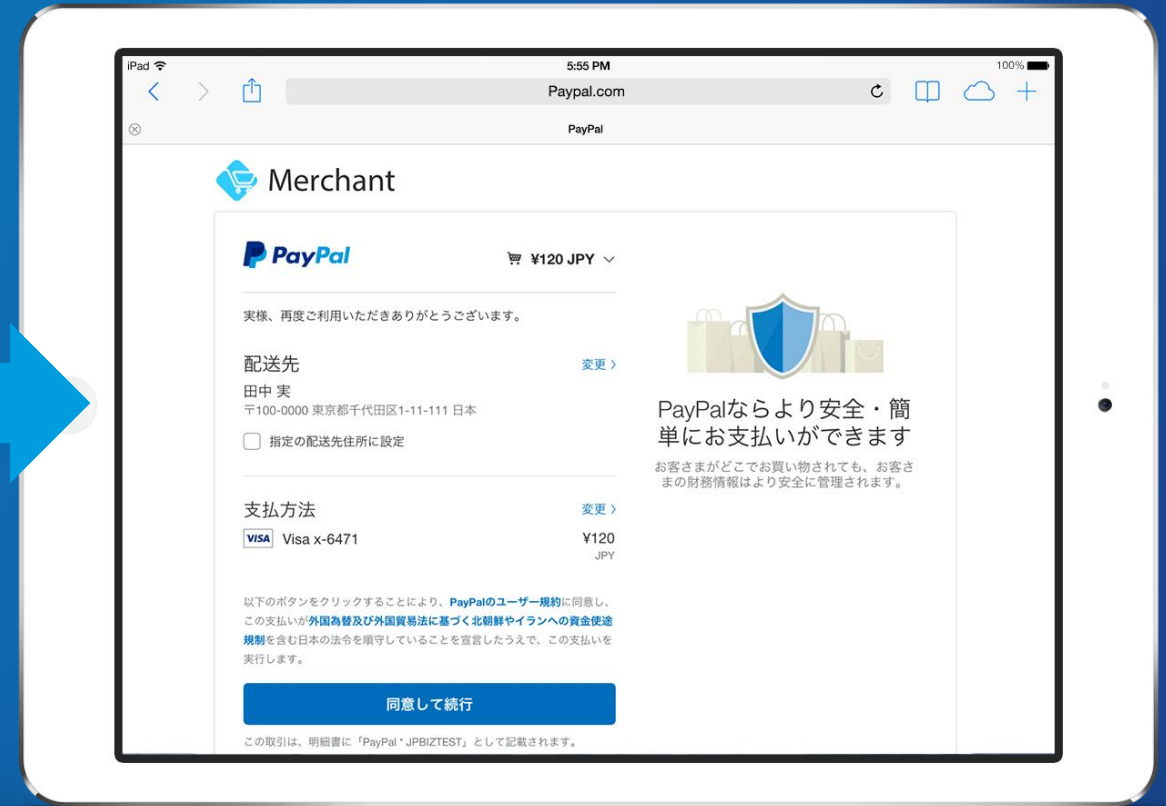 iPad 5:55 PM 100%
Paypal.com
PayPal
Merchant
PayPal ¥120 JPY
実様、再度ご利用いただきありがとうございます。
配送先 変更
田中 実
〒100-0000 東京都千代田区1-11-111 日本
指定の配送先住所に設定
支払方法 変更
VISA Visa x-6471 ¥120
JPY
以下のボタンをクリックすることにより、PayPalのユーザー規約に同意し、
この支払いが外国為替及び外国貿易法に基づく北朝鮮やイランへの資金使途
規制を含む日本の法令を順守していることを宣言したうえで、この支払いを
実行します。
同意して続行
この取引は、明細書に「PayPal * JPBIZTEST」として記載されます。
PayPalならより安全・簡
単にお支払いができます
お客さまがどこでお買い物されても、お客さ
まの財務情報はより安全に管理されます。